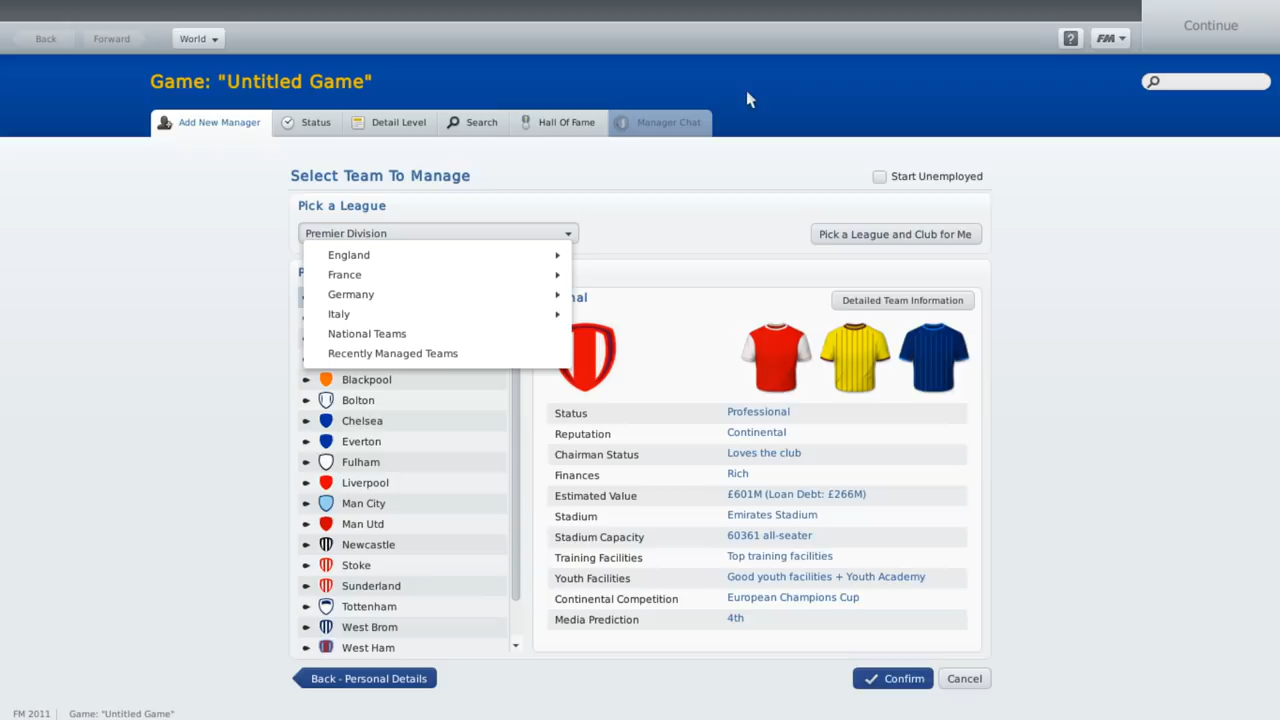 Continue
Back
Forward
World
?
FM
Game: "Untitled Game"
Add New Manager
Status
Detail Level
Search
Hall Of Fame
Manager Chat
Select Team To Manage
Start Unemployed
Pick a League
Premier Division
Pick a League and Club for Me
England
France
Germany
Italy
National Teams
Recently Managed Teams
Detailed Team Information
Blackpool
Bolton
Chelsea
Everton
Fulham
Liverpool
Man City
Man Utd
Newcastle
Stoke
Sunderland
Tottenham
West Brom
West Ham
Status Professional
Reputation Continental
Chairman Status Loves the club
Finances Rich
Estimated Value £601M (Loan Debt: £266M)
Stadium Emirates Stadium
Stadium Capacity 60361 all-seater
Training Facilities Top training facilities
Youth Facilities Good youth facilities + Youth Academy
Continental Competition European Champions Cup
Media Prediction 4th
Back - Personal Details
Confirm
Cancel
FM 2011
Game: "Untitled Game"